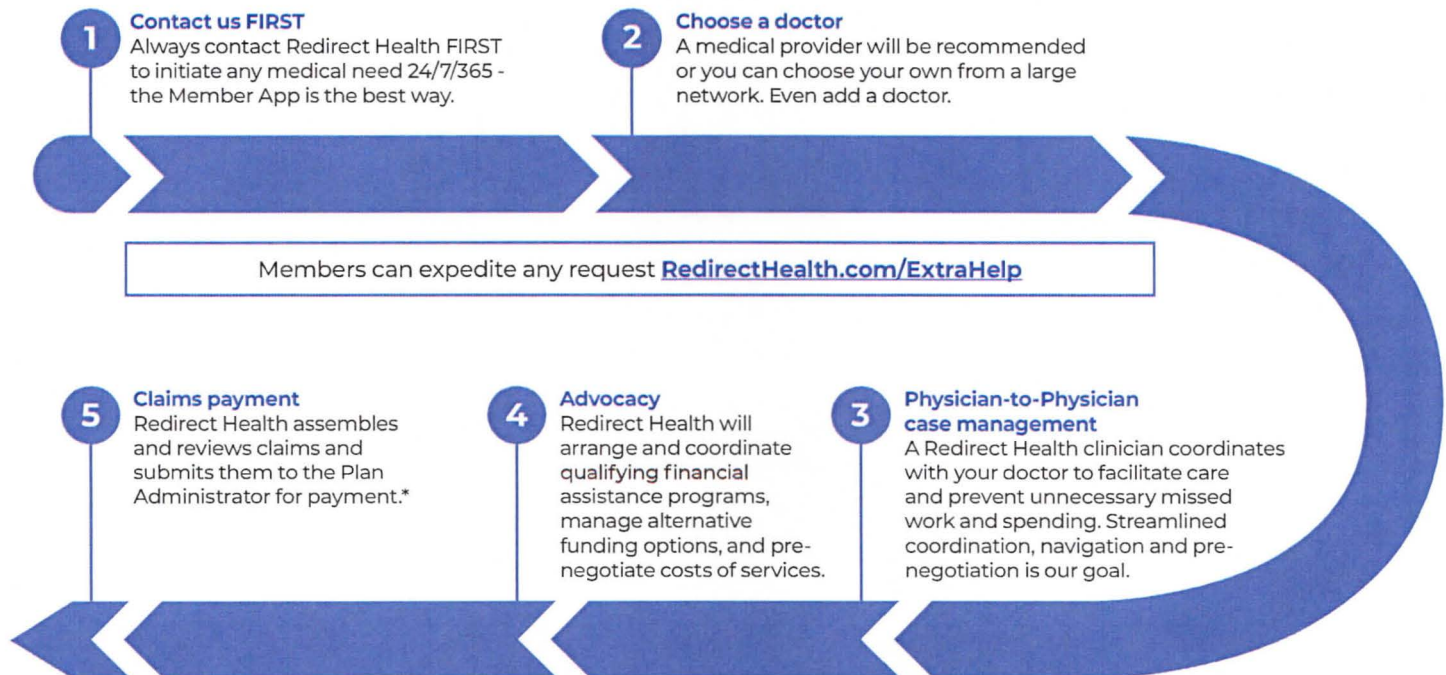 1
Contact us FIRST
Always contact Redirect Health FIRST
to initiate any medical need 24/7/365 -
the Member App is the best way.
2
Choose a doctor
A medical provider will be recommended
or you can choose your own from a large
network. Even add a doctor.
Members can expedite any request RedirectHealth.com/ExtraHelp
3
Physician-to-Physician
case management
A Redirect Health clinician coordinates
with your doctor to facilitate care
and prevent unnecessary missed
work and spending. Streamlined
coordination, navigation and pre-
negotiation is our goal.
4
Advocacy
Redirect Health will
arrange and coordinate
qualifying financial
assistance programs,
manage alternative
funding options, and pre-
negotiate costs of services.
5
Claims payment
Redirect Health assembles
and reviews claims and
submits them to the Plan
Administrator for payment.*